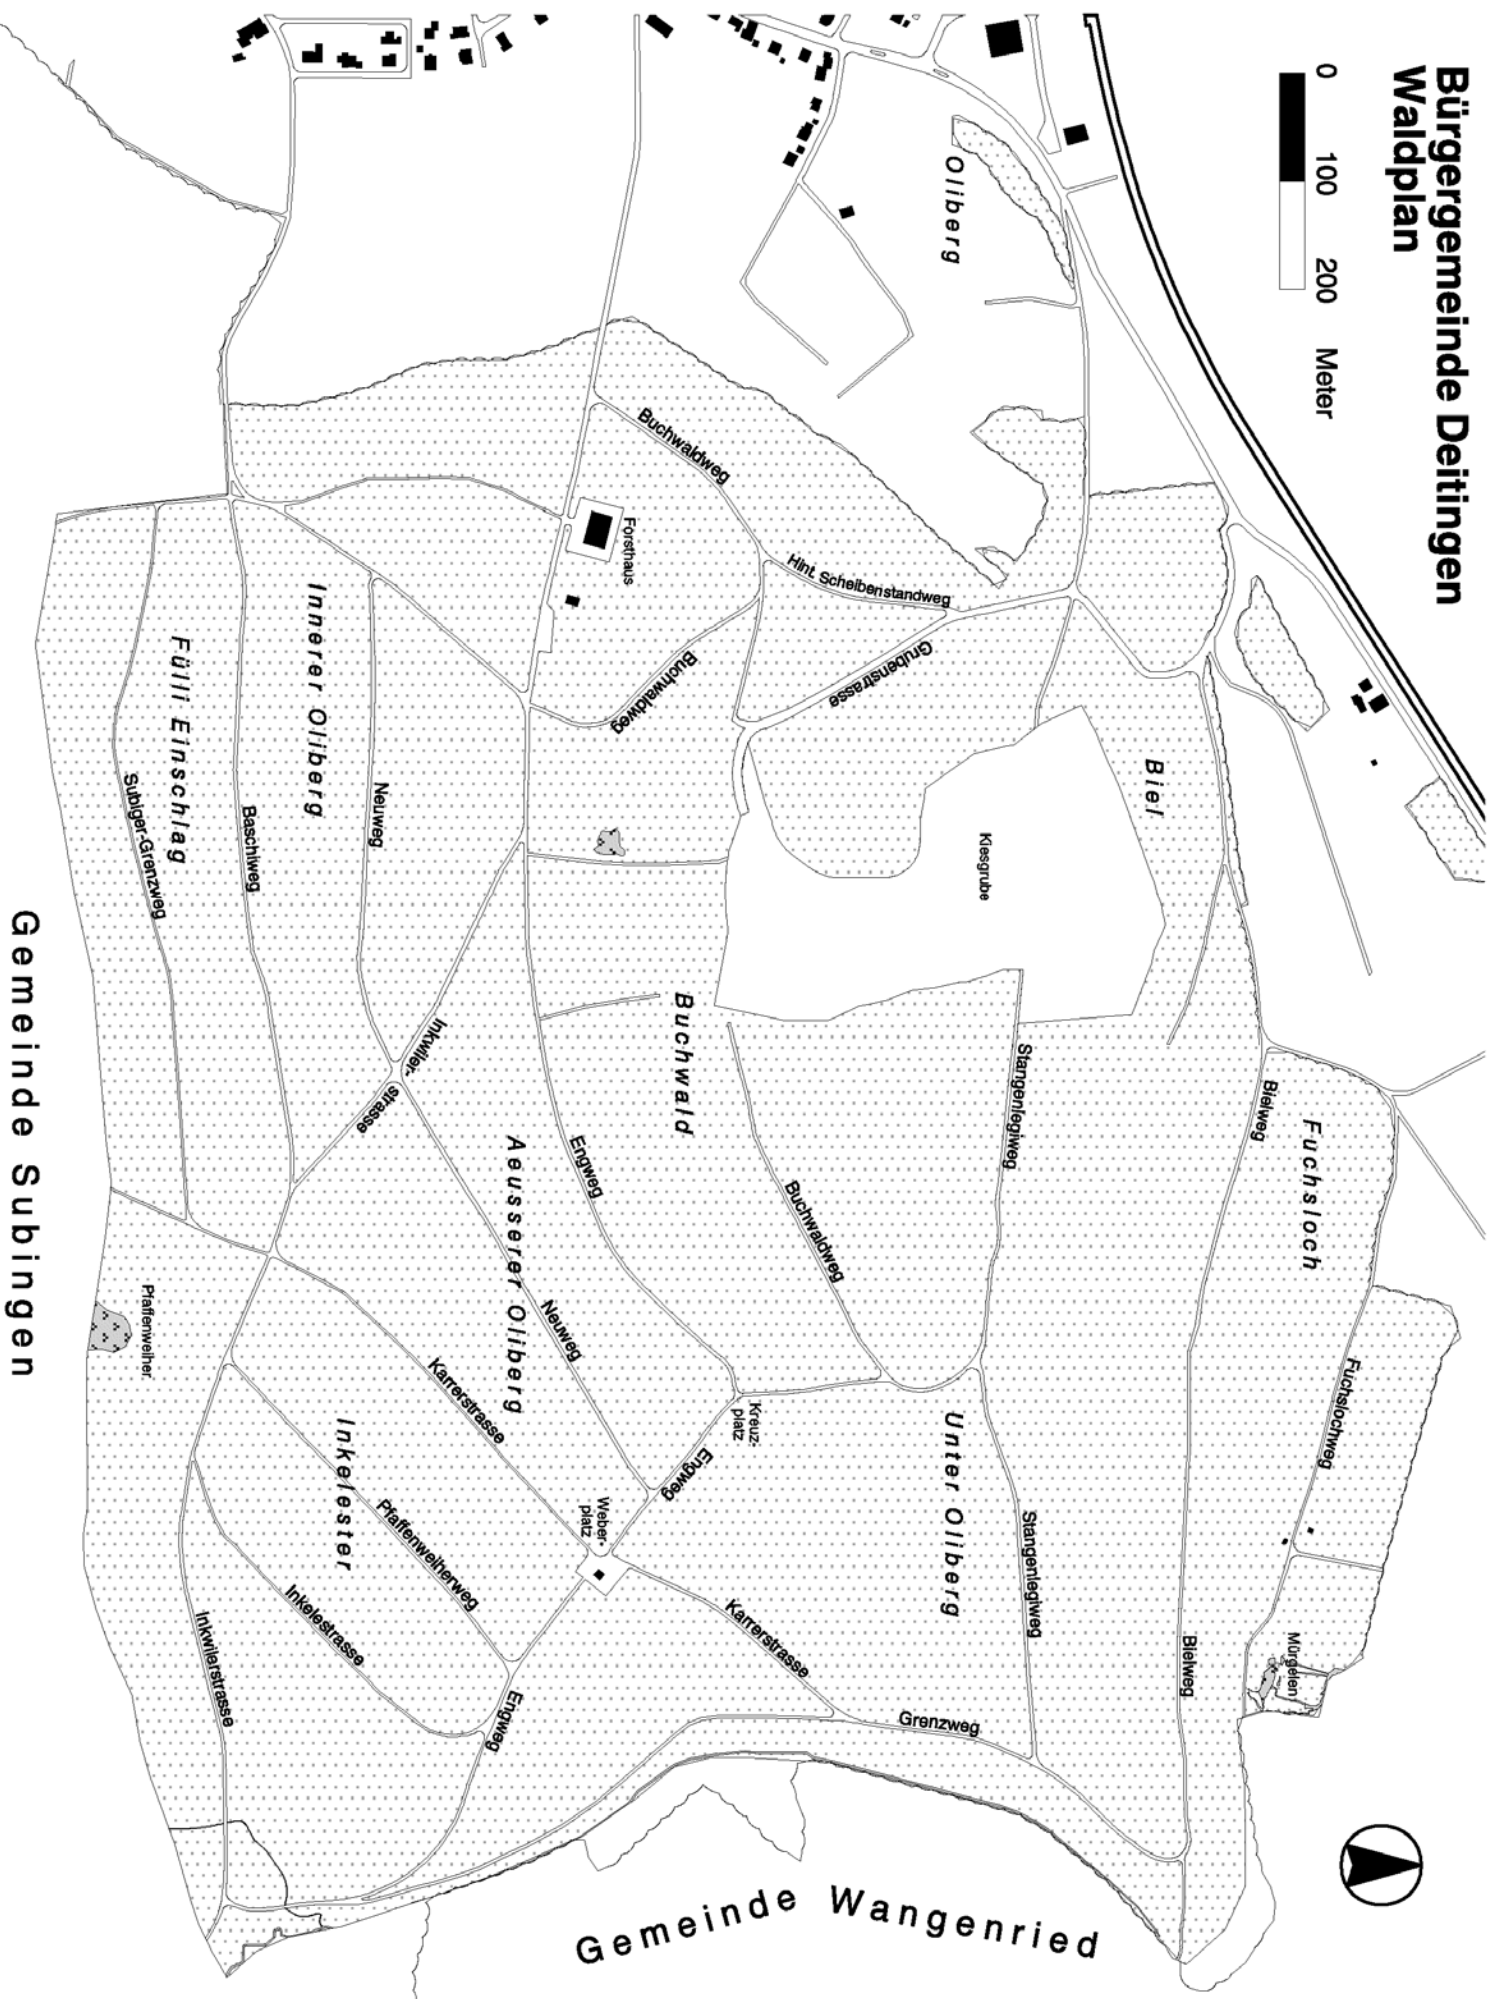 Bürgergemeinde Deitingen
Waldplan
0 100 200 Meter
Oliberg
Buchwaldweg
Forsthaus
Hint. Scheibenstandweg
Grubenstrasse
Buchwaldweg
Biel
Kiesgrube
Innerer Oliberg
Fülli Einschlag
Neuweg
Baschiweg
Subiger-Grenzweg
Inkwiler-
strasse
Buchwald
Stangenlegiweg
Bielweg
Fuchsloch
Aeusserer Oliberg
Engweg
Buchwaldweg
Neuweg
Pfaffenweiher
Karrerstrasse
Kreuz-
platz
Engweg
Fuchslochweg
Unter Oliberg
Inkelester
Weber-
platz
Pfaffenweiherweg
Stangenlegiweg
Inkelestrasse
Karrerstrasse
Inkwilerstrasse
Bielweg
Mürgelen
Engweg
Grenzweg
Gemeinde Subingen
Gemeinde Wangenried